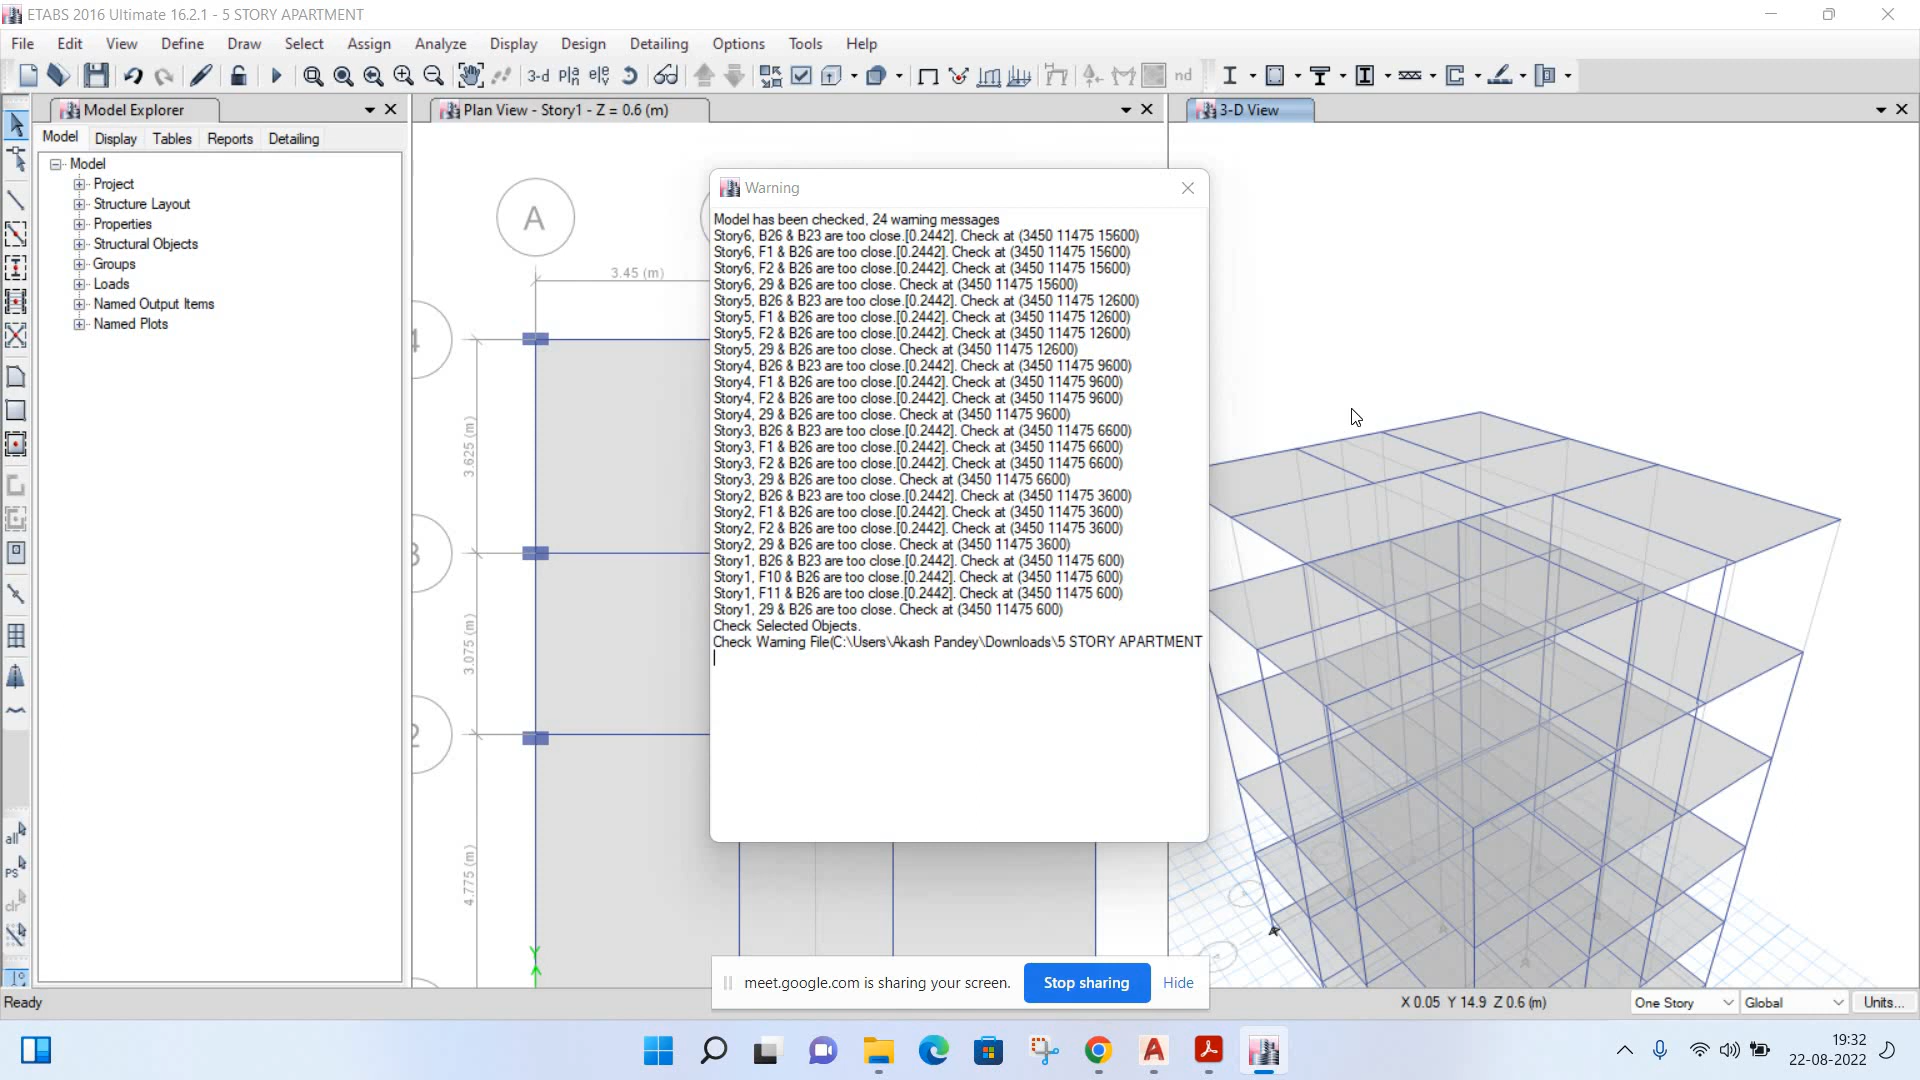 ETABS 2016 Ultimate 16.2.1 - 5 STORY APARTMENT
File Edit View Define Draw Select Assign Analyze Display Design Detailing Options Tools Help
3-d pla ele nd
Model Explorer
Plan View - Story1 - Z = 0.6 (m)
3-D View
Model Display Tables Reports Detailing
Model
Project
Structure Layout
Properties
Structural Objects
Groups
Loads
Named Output Items
Named Plots
A
3.45 (m)
4
3.625 (m)
3
3.075 (m)
2
4.775 (m)
Y
Warning
Model has been checked, 24 warning messages
Story6, B26 & B23 are too close.[0.2442]. Check at (3450 11475 15600)
Story6, F1 & B26 are too close.[0.2442]. Check at (3450 11475 15600)
Story6, F2 & B26 are too close.[0.2442]. Check at (3450 11475 15600)
Story6, 29 & B26 are too close. Check at (3450 11475 15600)
Story5, B26 & B23 are too close.[0.2442]. Check at (3450 11475 12600)
Story5, F1 & B26 are too close.[0.2442]. Check at (3450 11475 12600)
Story5, F2 & B26 are too close.[0.2442]. Check at (3450 11475 12600)
Story5, 29 & B26 are too close. Check at (3450 11475 12600)
Story4, B26 & B23 are too close.[0.2442]. Check at (3450 11475 9600)
Story4, F1 & B26 are too close.[0.2442]. Check at (3450 11475 9600)
Story4, F2 & B26 are too close.[0.2442]. Check at (3450 11475 9600)
Story4, 29 & B26 are too close. Check at (3450 11475 9600)
Story3, B26 & B23 are too close.[0.2442]. Check at (3450 11475 6600)
Story3, F1 & B26 are too close.[0.2442]. Check at (3450 11475 6600)
Story3, F2 & B26 are too close.[0.2442]. Check at (3450 11475 6600)
Story3, 29 & B26 are too close. Check at (3450 11475 6600)
Story2, B26 & B23 are too close.[0.2442]. Check at (3450 11475 3600)
Story2, F1 & B26 are too close.[0.2442]. Check at (3450 11475 3600)
Story2, F2 & B26 are too close.[0.2442]. Check at (3450 11475 3600)
Story2, 29 & B26 are too close. Check at (3450 11475 3600)
Story1, B26 & B23 are too close.[0.2442]. Check at (3450 11475 600)
Story1, F10 & B26 are too close.[0.2442]. Check at (3450 11475 600)
Story1, F11 & B26 are too close.[0.2442]. Check at (3450 11475 600)
Story1, 29 & B26 are too close. Check at (3450 11475 600)
Check Selected Objects.
Check Warning File(C:\Users\Akash Pandey\Downloads\5 STORY APARTMENT
all
PS
clr
meet.google.com is sharing your screen. Stop sharing Hide
Ready
X 0.05 Y 14.9 Z 0.6 (m)
One Story
Global
Units...
19:32
22-08-2022